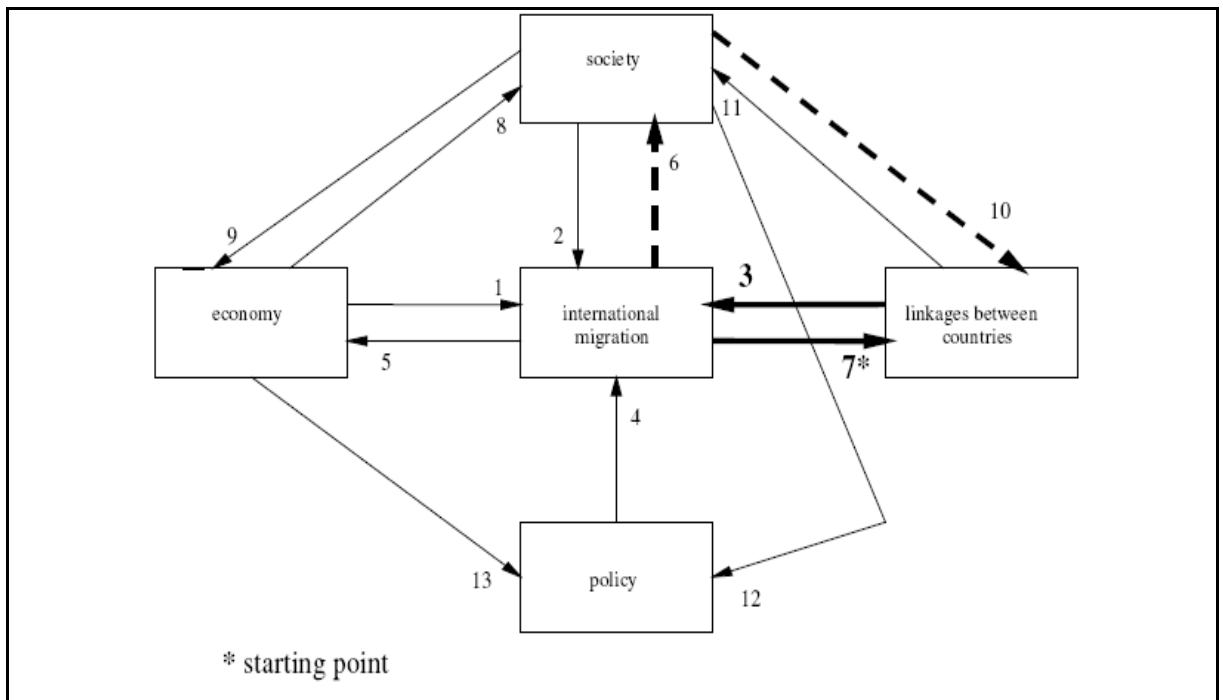 society
11
8
6
10
9
2
3
1
economy
international
migration
linkages between
countries
5
7*
4
policy
13
12
* starting point